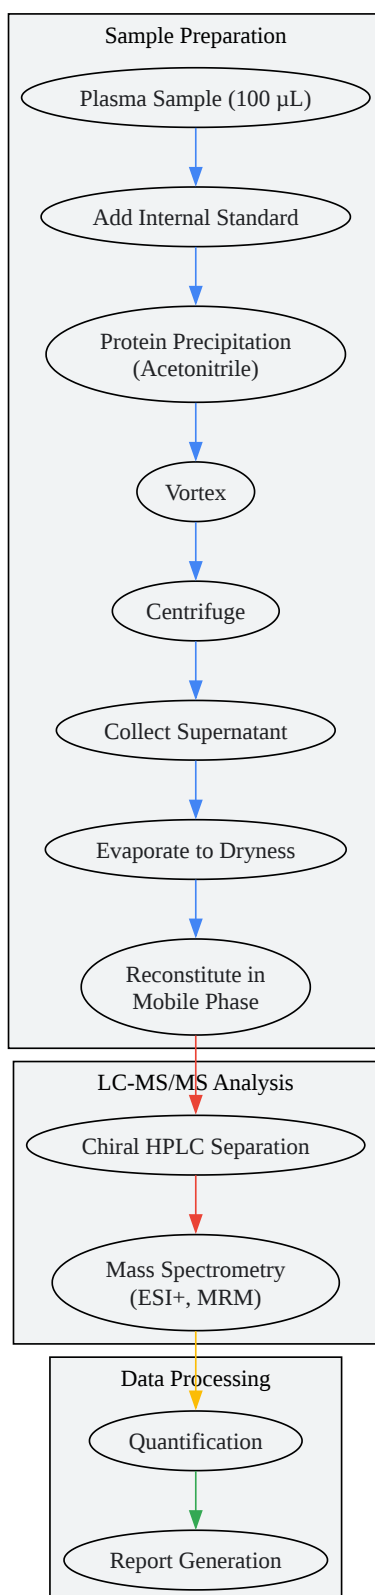 Sample Preparation
Plasma Sample (100 µL)
Add Internal Standard
Protein Precipitation
(Acetonitrile)
Vortex
Centrifuge
Collect Supernatant
Evaporate to Dryness
Reconstitute in
Mobile Phase
LC-MS/MS Analysis
Chiral HPLC Separation
Mass Spectrometry
(ESI+, MRM)
Data Processing
Quantification
Report Generation